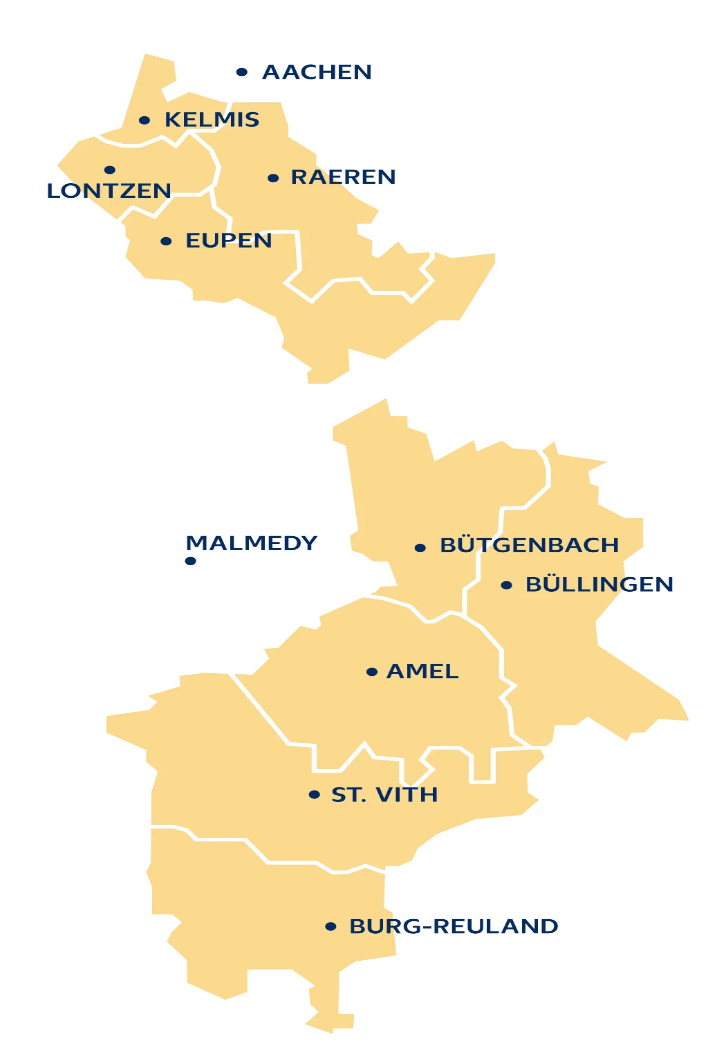 AACHEN
KELMIS
RAEREN
LONTZEN
EUPEN
MALMEDY
BÜTGENBACH
BÜLLINGEN
AMEL
ST. VITH
BURG-REULAND